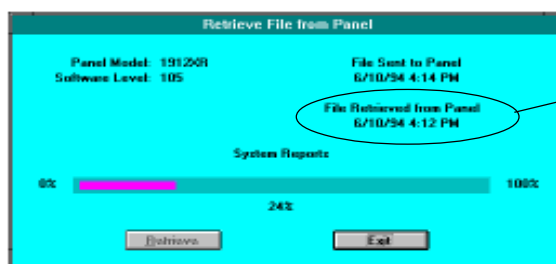 Retrieve File from Panel
Panel Model: 1912XR
Software Level: 105
File Sent to Panel
6/10/94 4:14 PM
File Retrieved from Panel
6/10/94 4:12 PM
System Reports
0% 100%
24%
Retrieve Exit